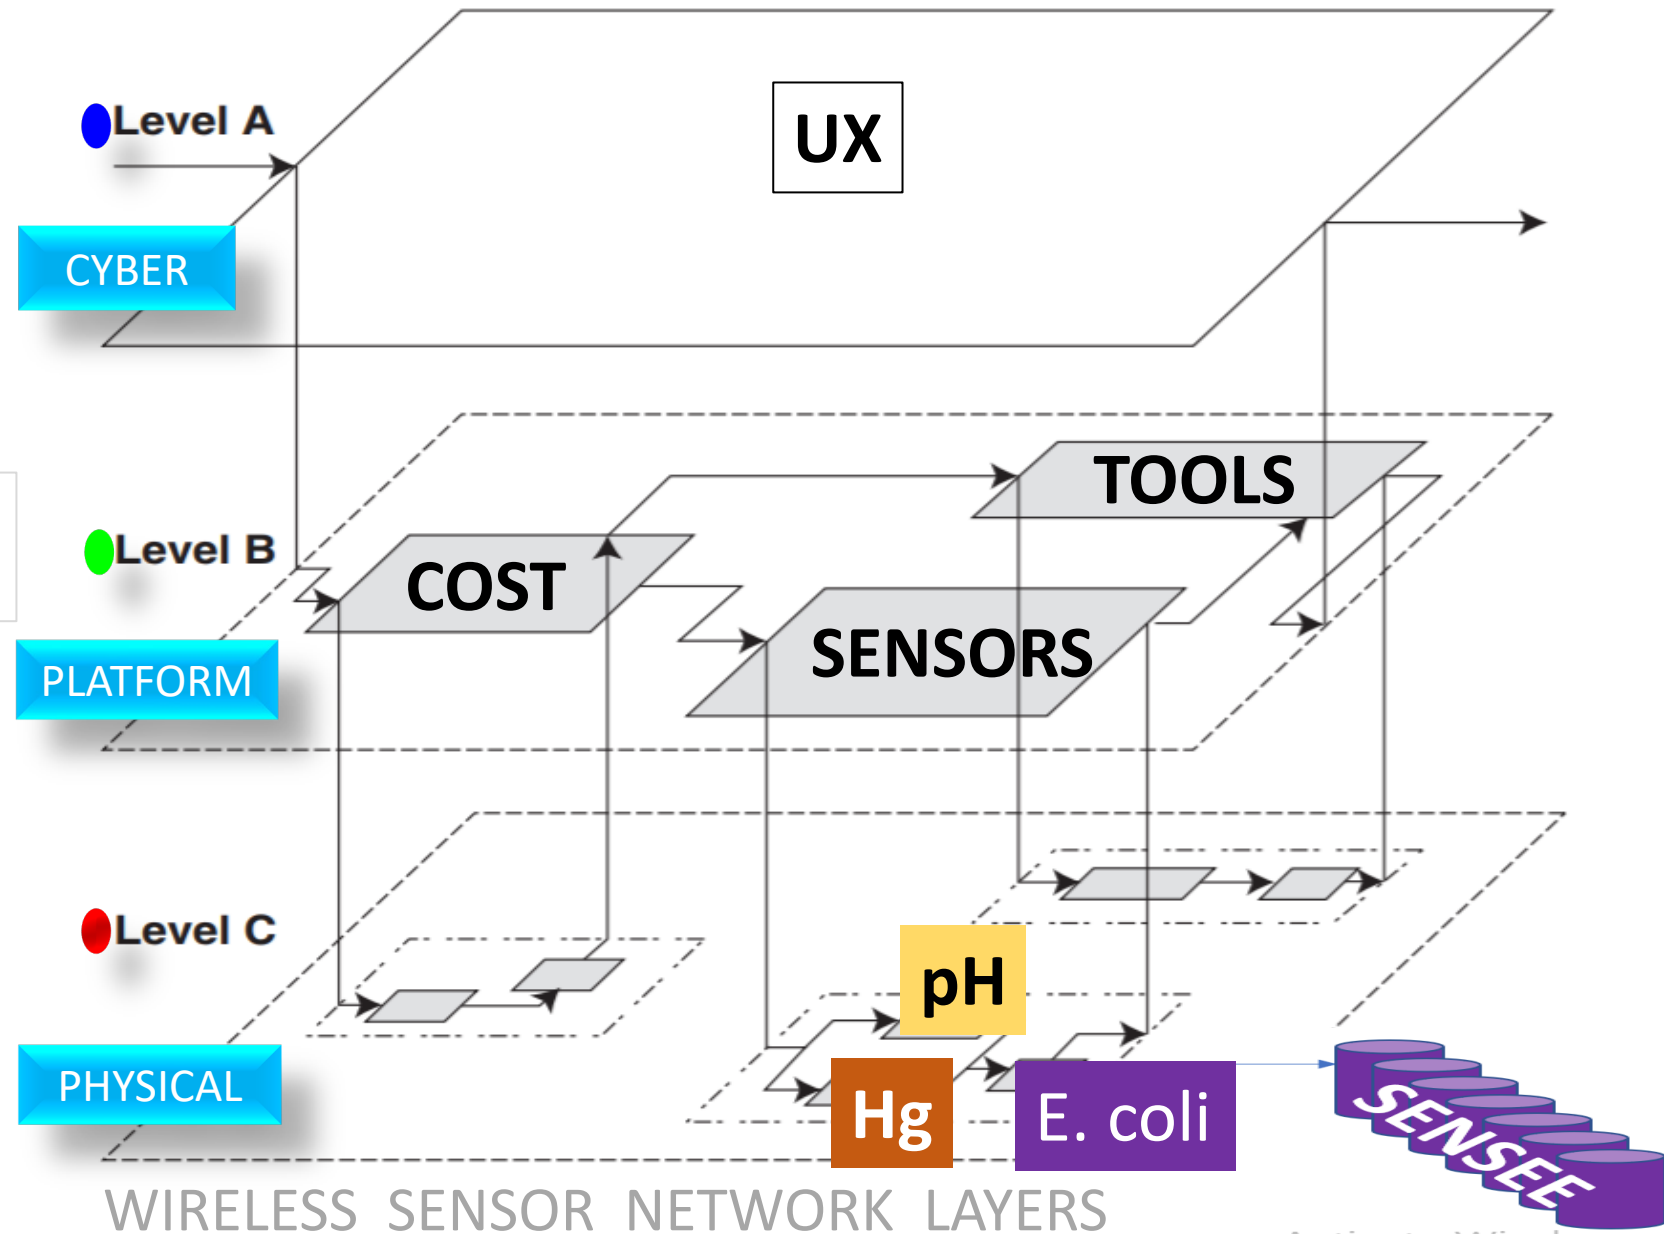 Level A
UX
CYBER
TOOLS
Level B
COST
SENSORS
PLATFORM
Level C
pH
PHYSICAL
Hg
E. coli
SENSEE
WIRELESS SENSOR NETWORK LAYERS